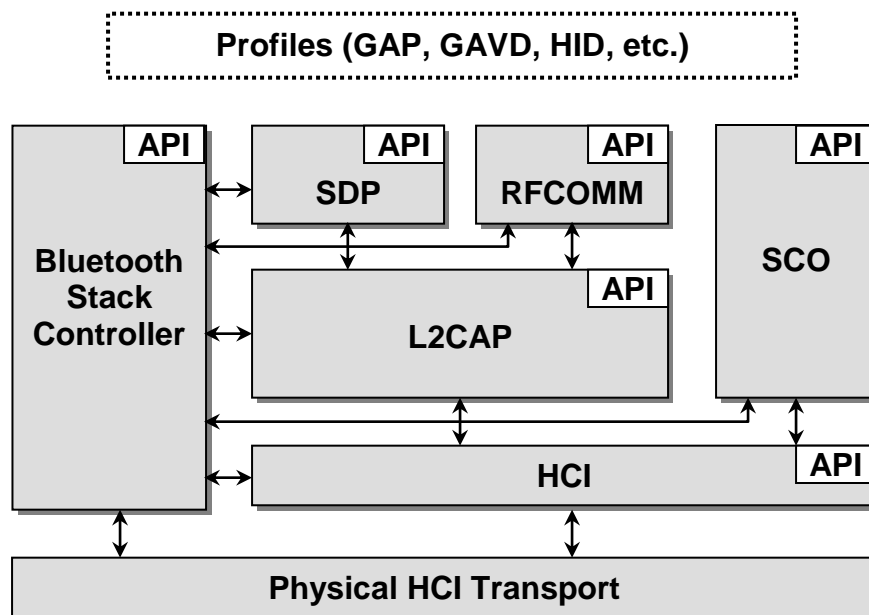 Profiles (GAP, GAVD, HID, etc.)
API
API
API
API
SDP
RFCOMM
Bluetooth
Stack
Controller
SCO
API
L2CAP
API
HCI
Physical HCI Transport